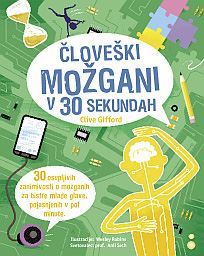 ČLOVEŠKI
MOŽGANI
V 30 SEKUNDAH
Clive Gifford
30 osupljivih
zanimivosti o možganih
za bistre mlade glave,
pojasnjenih v pol
minute.
Ilustracije: Wesley Robins
Svetovalec: prof. Anil Seth